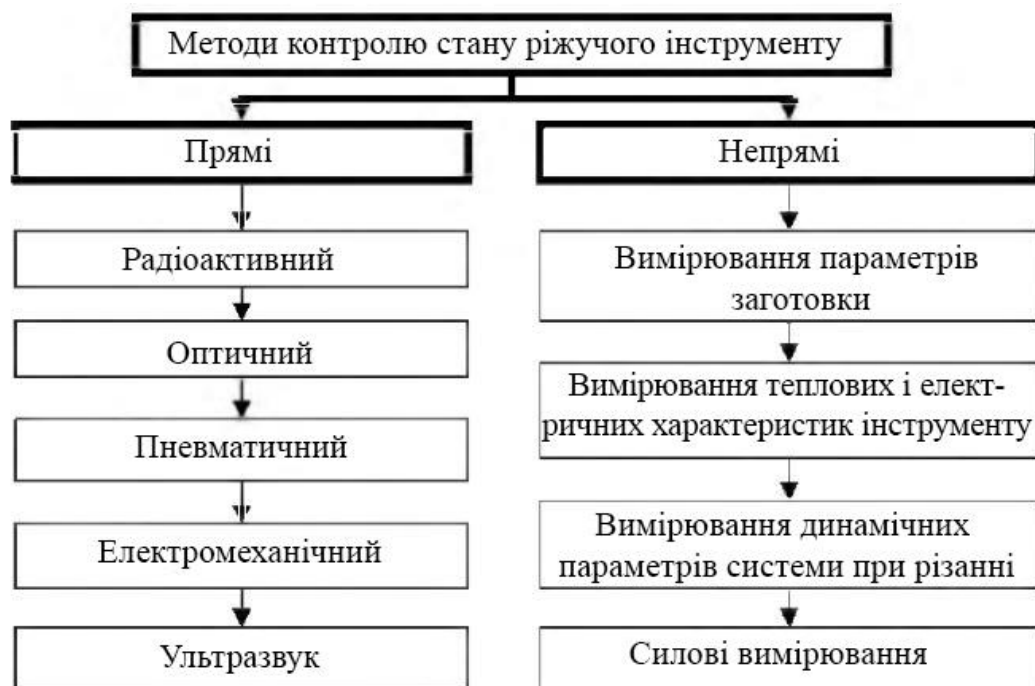 Методи контролю стану ріжучого інструменту
Прямі
Непрямі
Радіоактивний
Оптичний
Пневматичний
Електромеханічний
Ультразвук
Вимірювання параметрів
заготовки
Вимірювання теплових і елект-
ричних характеристик інструменту
Вимірювання динамічних
параметрів системи при різанні
Силові вимірювання